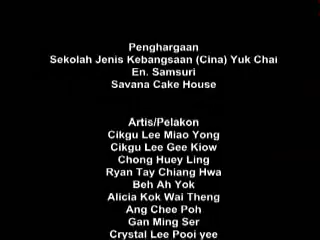 Penghargaan
Sekolah Jenis Kebangsaan (Cina) Yuk Chai
En. Samsuri
Savana Cake House
Artis/Pelakon
Cikgu Lee Miao Yong
Cikgu Lee Gee Kiow
Chong Huey Ling
Ryan Tay Chiang Hwa
Beh Ah Yok
Alicia Kok Wai Theng
Ang Chee Poh
Gan Ming Ser
Crystal Lee Pooi yee